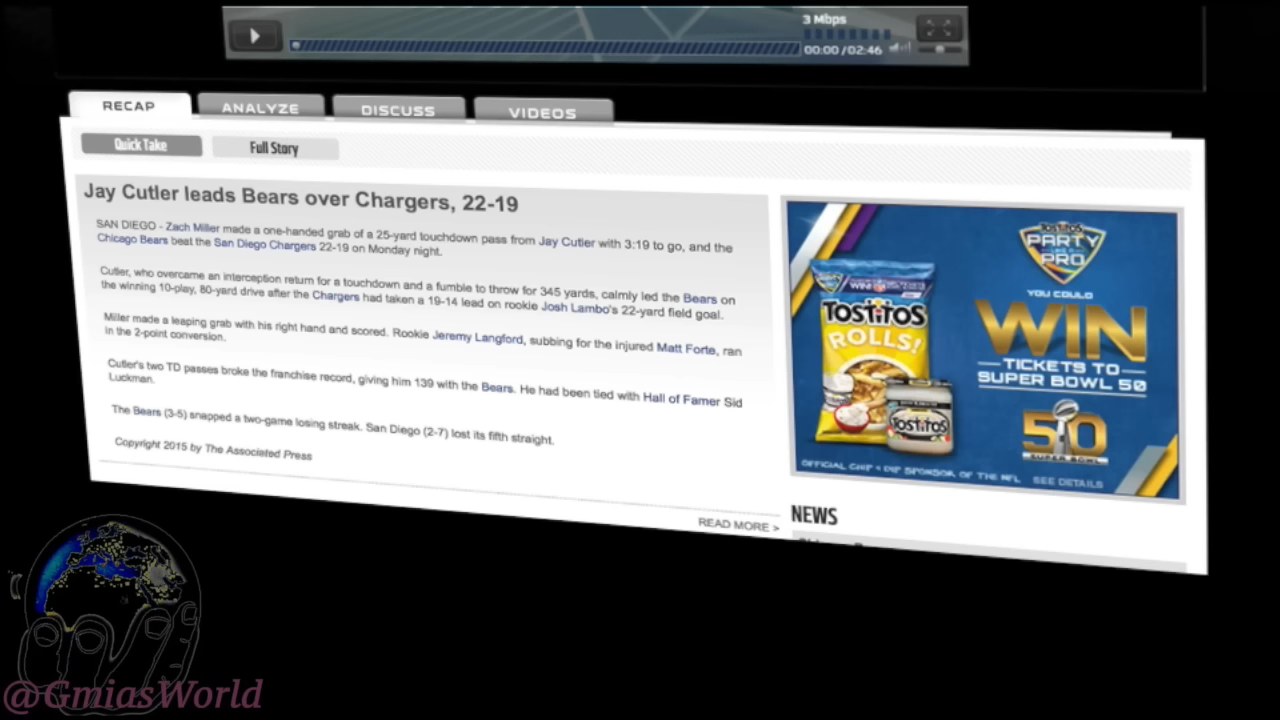 3 Mbps
00:00 / 02:46
RECAP
ANALYZE
DISCUSS
VIDEOS
Quick Take
Full Story
Jay Cutler leads Bears over Chargers, 22-19
SAN DIEGO - Zach Miller made a one-handed grab of a 25-yard touchdown pass from Jay Cutler with 3:19 to go, and the
Chicago Bears beat the San Diego Chargers 22-19 on Monday night.
Cutler, who overcame an interception return for a touchdown and a fumble to throw for 345 yards, calmly led the Bears on
the winning 10-play, 80-yard drive after the Chargers had taken a 19-14 lead on rookie Josh Lambo's 22-yard field goal.
Miller made a leaping grab with his right hand and scored. Rookie Jeremy Langford, subbing for the injured Matt Forte, ran
in the 2-point conversion.
Cutler's two TD passes broke the franchise record, giving him 139 with the Bears. He had been tied with Hall of Famer Sid
Luckman.
The Bears (3-5) snapped a two-game losing streak. San Diego (2-7) lost its fifth straight.
Copyright 2015 by The Associated Press
READ MORE >
TOSTITOS
PARTY
LIKE A
PRO
YOU COULD
WIN
TICKETS TO
SUPER BOWL 50
50
SUPER BOWL
WIN!
TOSTITOS
ROLLS!
TOSTITOS
OFFICIAL CHIP & DIP SPONSOR OF THE NFL
SEE DETAILS
NEWS
@GmiasWorld